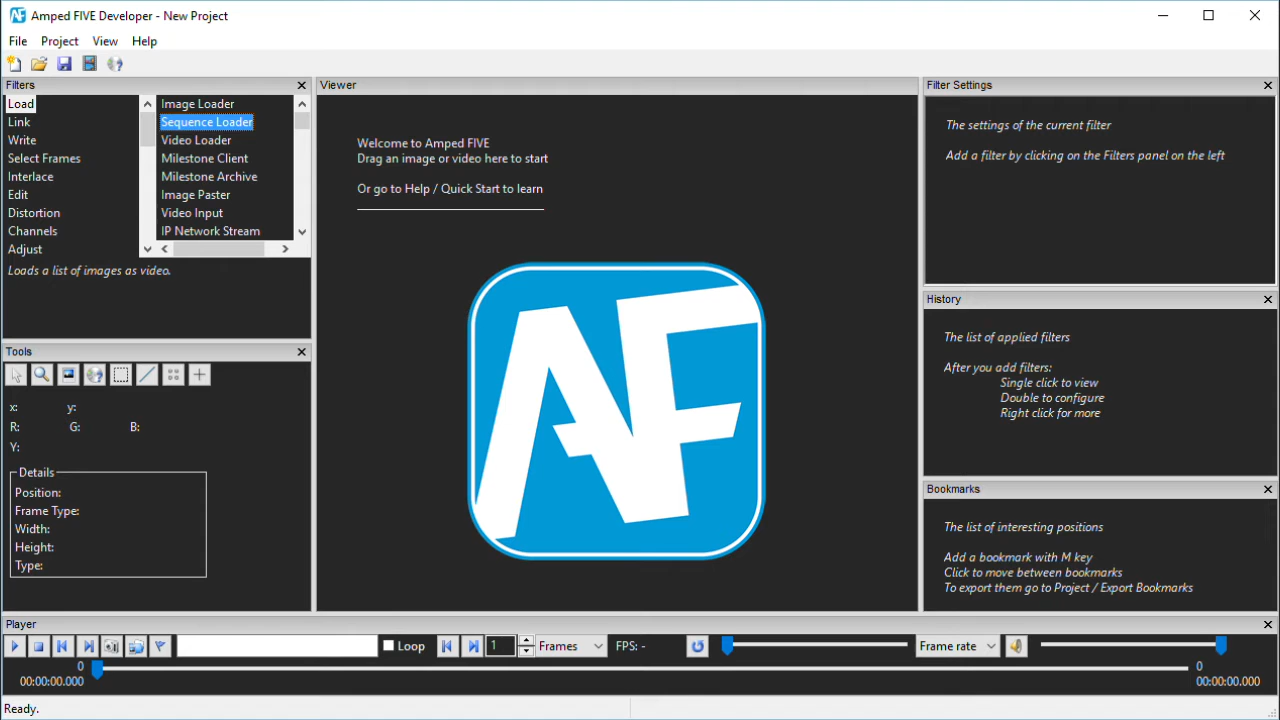 Amped FIVE Developer - New Project
File Project View Help
Filters
Load
Link
Write
Select Frames
Interlace
Edit
Distortion
Channels
Adjust
Image Loader
Sequence Loader
Video Loader
Milestone Client
Milestone Archive
Image Paster
Video Input
IP Network Stream
Loads a list of images as video.
Tools
x: y:
R: G: B:
Y:
Details
Position:
Frame Type:
Width:
Height:
Type:
Viewer
Welcome to Amped FIVE
Drag an image or video here to start
Or go to Help / Quick Start to learn
AF
Filter Settings
The settings of the current filter
Add a filter by clicking on the Filters panel on the left
History
The list of applied filters
After you add filters:
Single click to view
Double to configure
Right click for more
Bookmarks
The list of interesting positions
Add a bookmark with M key
Click to move between bookmarks
To export them go to Project / Export Bookmarks
Player
Loop 1 Frames FPS: - Frame rate
0 0
00:00:00.000 00:00:00.000
Ready.